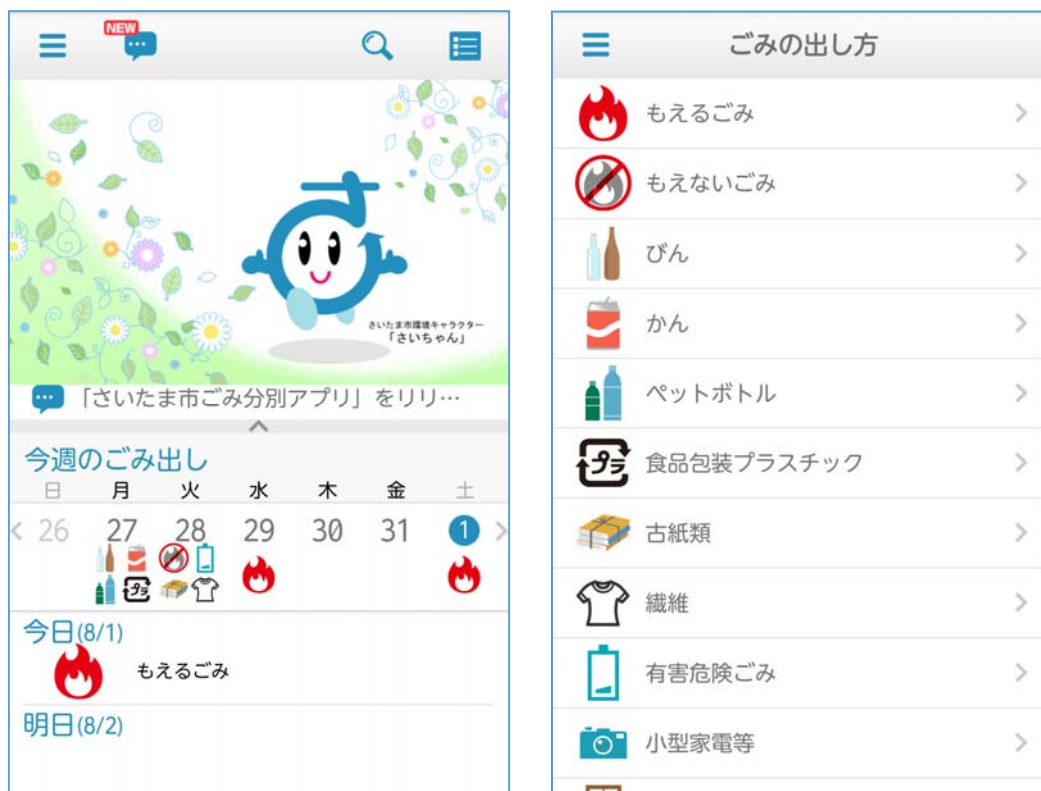 NEW
さいたま市環境キャラクター
「さいちゃん」
「さいたま市ごみ分別アプリ」をリリ…
今週のごみ出し
日 月 火 水 木 金 土
26 27 28 29 30 31 1
プラ
今日(8/1)
もえるごみ
明日(8/2)
ごみの出し方
もえるごみ
もえないごみ
びん
かん
ペットボトル
プラ 食品包装プラスチック
古紙類
繊維
有害危険ごみ
小型家電等